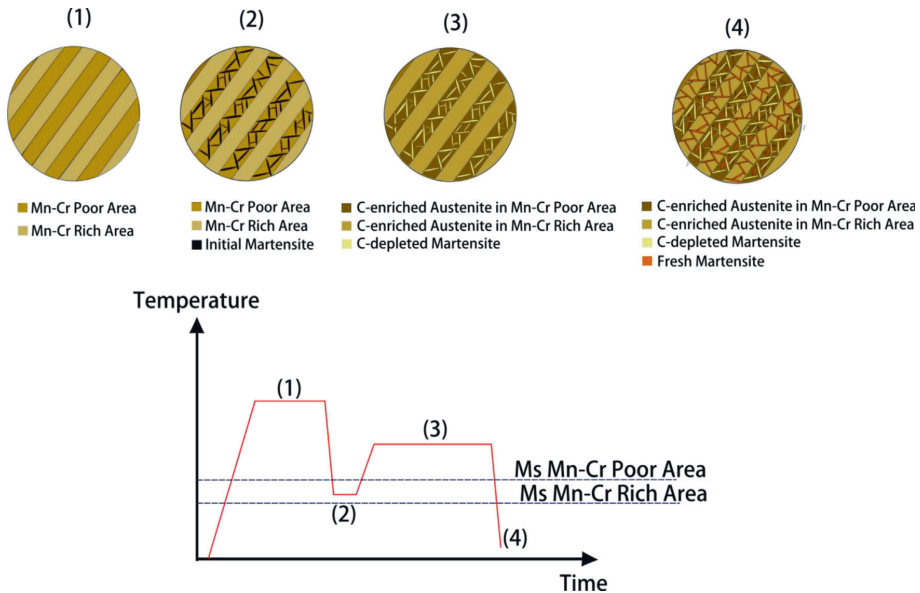 (1)
(2)
(3)
(4)
Mn-Cr Poor Area
Mn-Cr Rich Area
Mn-Cr Poor Area
Mn-Cr Rich Area
Initial Martensite
C-enriched Austenite in Mn-Cr Poor Area
C-enriched Austenite in Mn-Cr Rich Area
C-depleted Martensite
C-enriched Austenite in Mn-Cr Poor Area
C-enriched Austenite in Mn-Cr Rich Area
C-depleted Martensite
Fresh Martensite
Temperature
(1)
(3)
Ms Mn-Cr Poor Area
Ms Mn-Cr Rich Area
(2)
(4)
Time